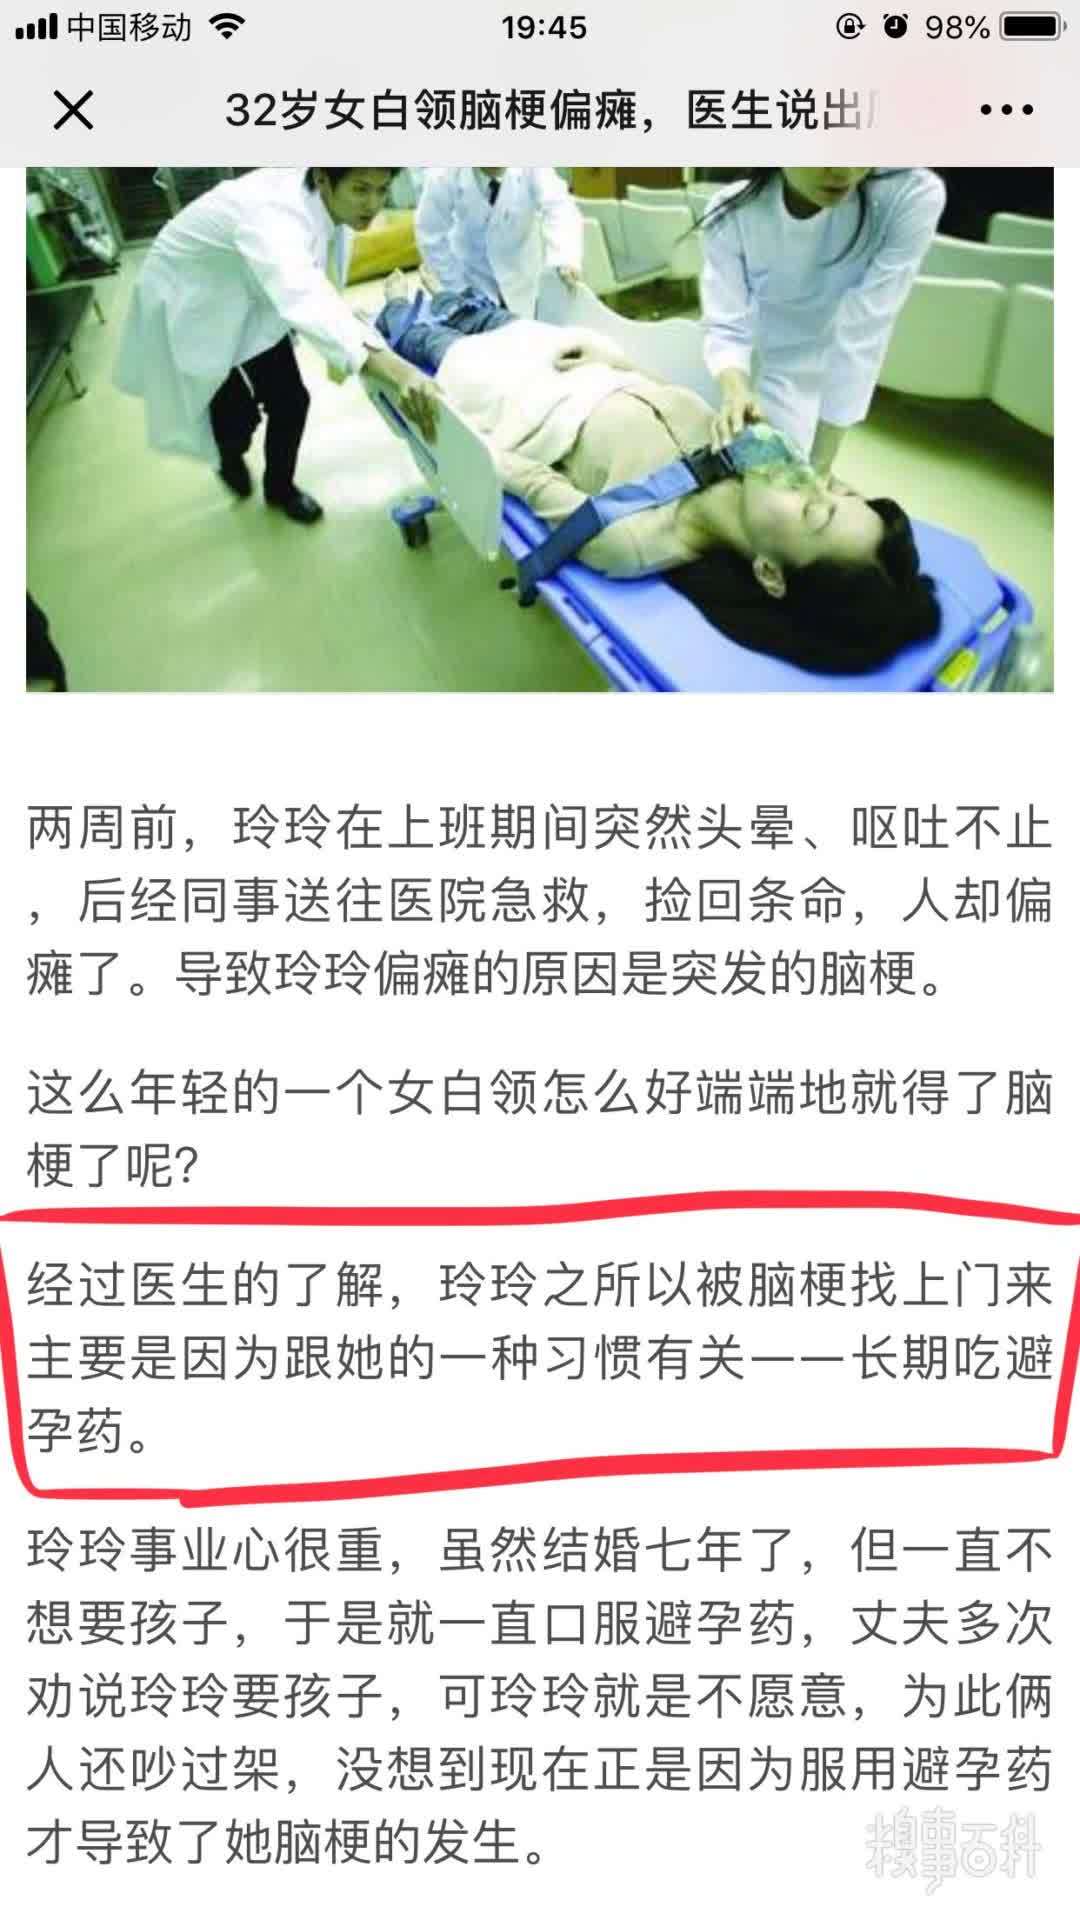 中国移动
19:45
98%
32岁女白领脑梗偏瘫，医生说出
两周前，玲玲在上班期间突然头晕、呕吐不止
，后经同事送往医院急救，捡回条命，人却偏
瘫了。导致玲玲偏瘫的原因是突发的脑梗。
这么年轻的一个女白领怎么好端端地就得了脑
梗了呢?
经过医生的了解，玲玲之所以被脑梗找上门来
主要是因为跟她的一种习惯有关一一长期吃避
孕药。
玲玲事业心很重，虽然结婚七年了，但一直不
想要孩子，于是就一直口服避孕药，丈夫多次
劝说玲玲要孩子，可玲玲就是不愿意，为此俩
人还吵过架，没想到现在正是因为服用避孕药
才导致了她脑梗的发生。
糗事百科